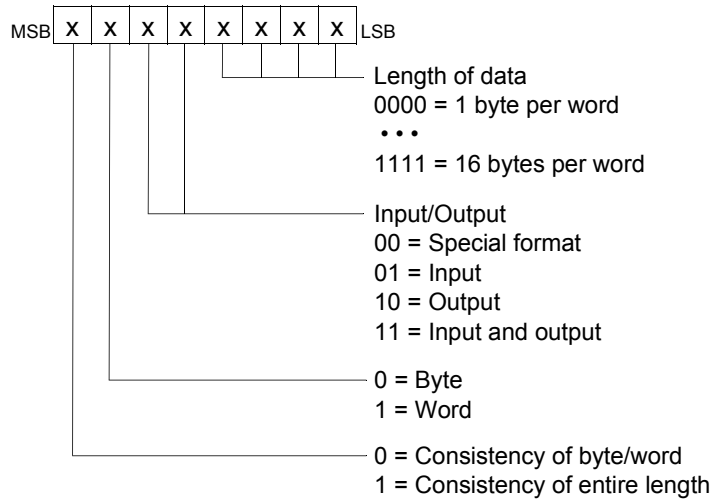 MSB x x x x x x x x LSB
Length of data
0000 = 1 byte per word
• • •
1111 = 16 bytes per word
Input/Output
00 = Special format
01 = Input
10 = Output
11 = Input and output
0 = Byte
1 = Word
0 = Consistency of byte/word
1 = Consistency of entire length